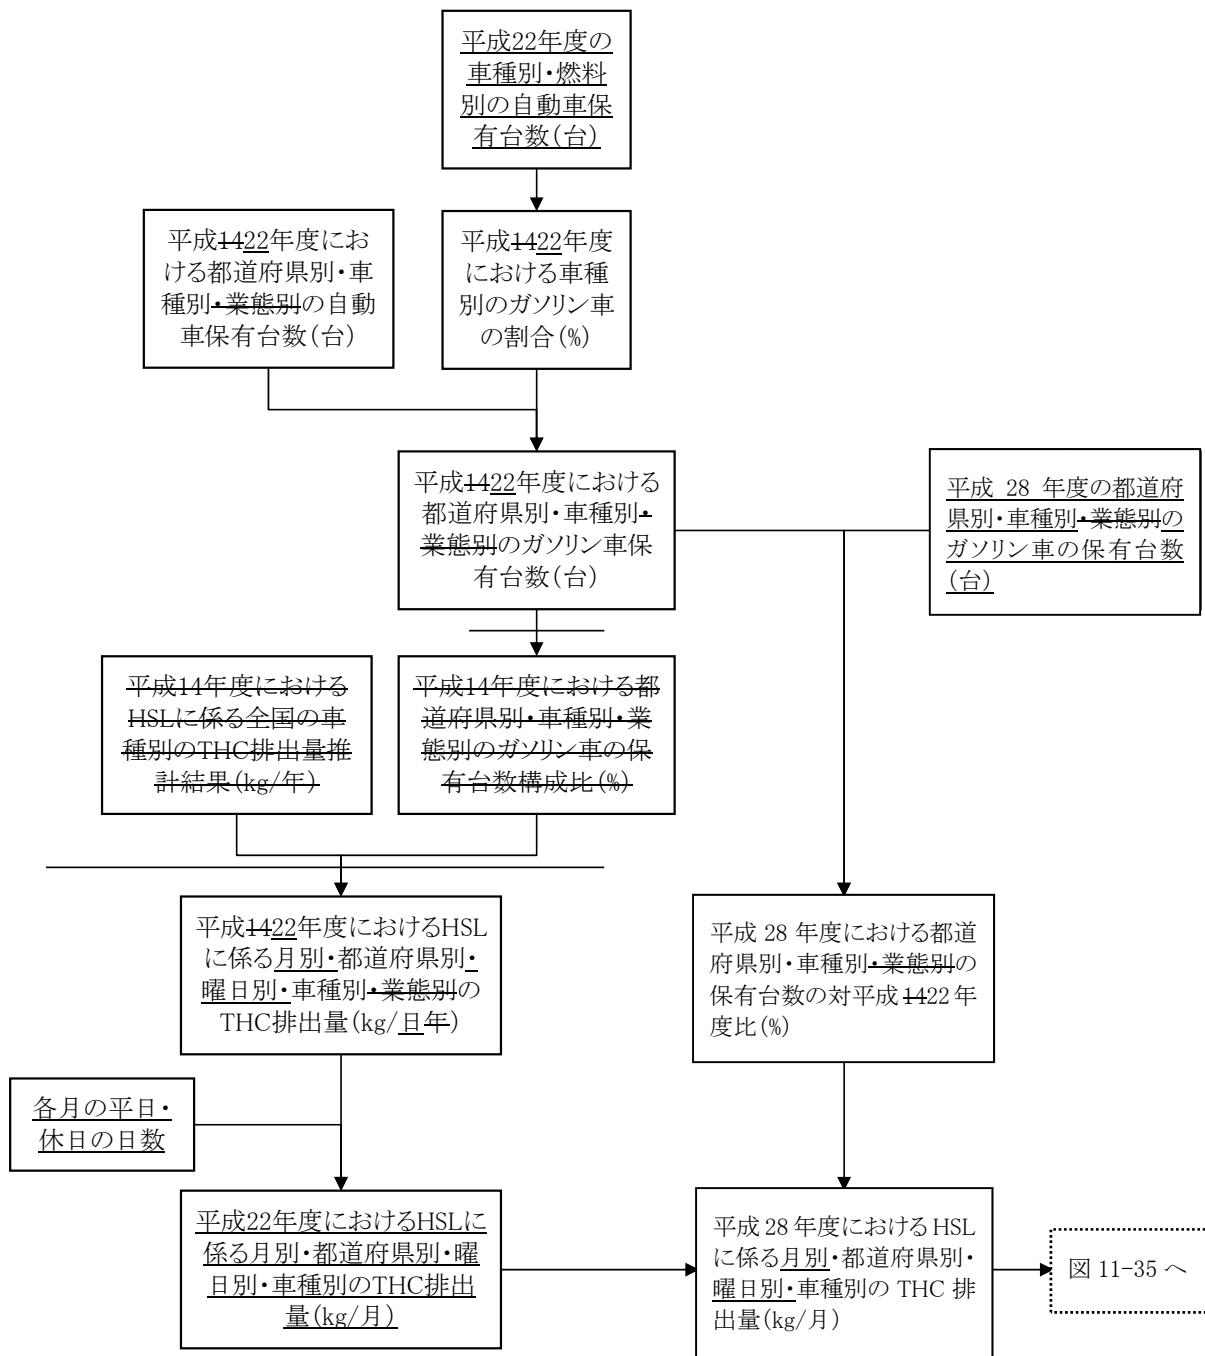 平成22年度の
車種別・燃料
別の自動車保
有台数(台)
平成1422年度にお
ける都道府県別・車
種別・業態別の自動
車保有台数(台)
平成1422年度
における車種
別のガソリン車
の割合(%)
平成1422年度における
都道府県別・車種別・
業態別のガソリン車保
有台数(台)
平成 28 年度の都道府
県別・車種別・業態別の
ガソリン車の保有台数
(台)
平成14年度における
HSLに係る全国の車
種別のTHC排出量推
計結果(kg/年)
平成14年度における都
道府県別・車種別・業
態別のガソリン車の保
有台数構成比(%)
平成1422年度におけるHSL
に係る月別・都道府県別・
曜日別・車種別・業態別の
THC排出量(kg/日年)
平成 28 年度における都道
府県別・車種別・業態別の
保有台数の対平成 1422 年
度比(%)
各月の平日・
休日の日数
平成22年度におけるHSLに
係る月別・都道府県別・曜
日別・車種別のTHC排出
量(kg/月)
平成 28 年度における HSL
に係る月別・都道府県別・
曜日別・車種別の THC 排
出量(kg/月)
図 11-35 へ